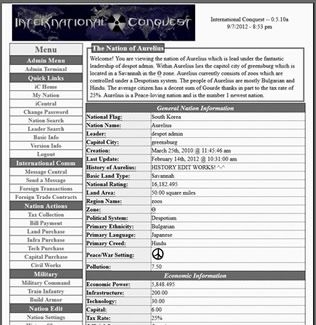 INTERNATIONAL CONQUEST
International Conquest -- 0.5.10a
9/7/2012 - 8:53 pm
Menu
Admin Menu
Admin Terminal
Quick Links
iC Home
My Nation
iCentral
Change Password
Nation Search
Leader Search
Basic Info
Version Info
Logout
International Comm
Message Central
Send a Message
Foreign Transactions
Foreign Trade Contracts
Nation Actions
Tax Collection
Bill Payment
Land Purchase
Infra Purchase
Tech Purchase
Capital Purchase
Civil Works
Military
Military Command
Train Infantry
Build Armor
Nation Edit
Nation Settings
The Nation of Aurelius
Welcome! You are viewing the nation of Aurelius which is lead under the fantastic
leadership of despot admin. Within Aurelius lies the capitol city of greensburg which is
located in a Savannah in the Θ zone. Aurelius currently consists of zoos which are
controlled under a Despotism system. The people of Aurelius are mostly Bulgarian and
Hindu. The average citizen has a decent sum of Gourde thanks in part to the tax rate of
25%. Aurelius is a Peace-loving nation and is the number 1 newest nation.
General Nation Information
National Flag: South Korea
Nation Name: Aurelius
Leader: despot admin
Capital City: greensburg
Creation: March 25th, 2010 @ 11:45:46 am
Last Update: February 14th, 2012 @ 10:31:00 am
History of Aurelius: HISTORY EDIT WORKS! ^-^
Basic Land Type: Savannah
National Rating: 16,182.495
Land Area: 50.00 square miles
Region Name: zoos
Zone: Θ
Political System: Despotism
Primary Ethnicity: Bulgarian
Primary Language: Japanese
Primary Creed: Hindu
Peace/War Setting:
Pollution: 7.50
Economic Information
Economic Power: 3,848.495
Infrastructure: 200.00
Technology: 30.00
Capital: 6.00
Tax Rate: 25%